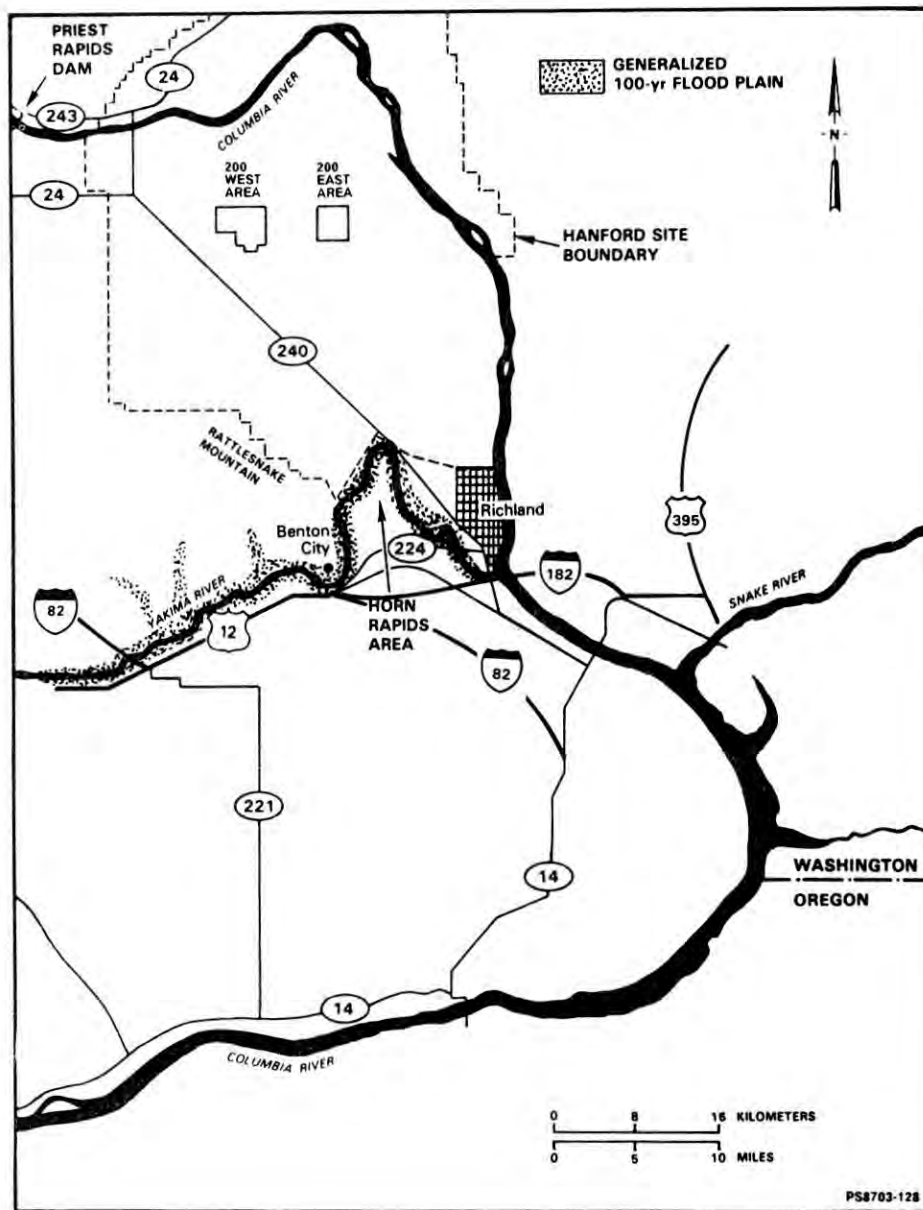 PRIEST
RAPIDS
DAM
24
243
COLUMBIA RIVER
GENERALIZED
100-yr FLOOD PLAIN
N
24
200
WEST
AREA
200
EAST
AREA
HANFORD SITE
BOUNDARY
240
RATTLESNAKE
MOUNTAIN
Richland
395
Benton
City
224
182
SNAKE RIVER
YAKIMA RIVER
82
12
HORN
RAPIDS
AREA
82
221
14
WASHINGTON
OREGON
14
COLUMBIA RIVER
0 8 16 KILOMETERS
0 5 10 MILES
PS8703-128